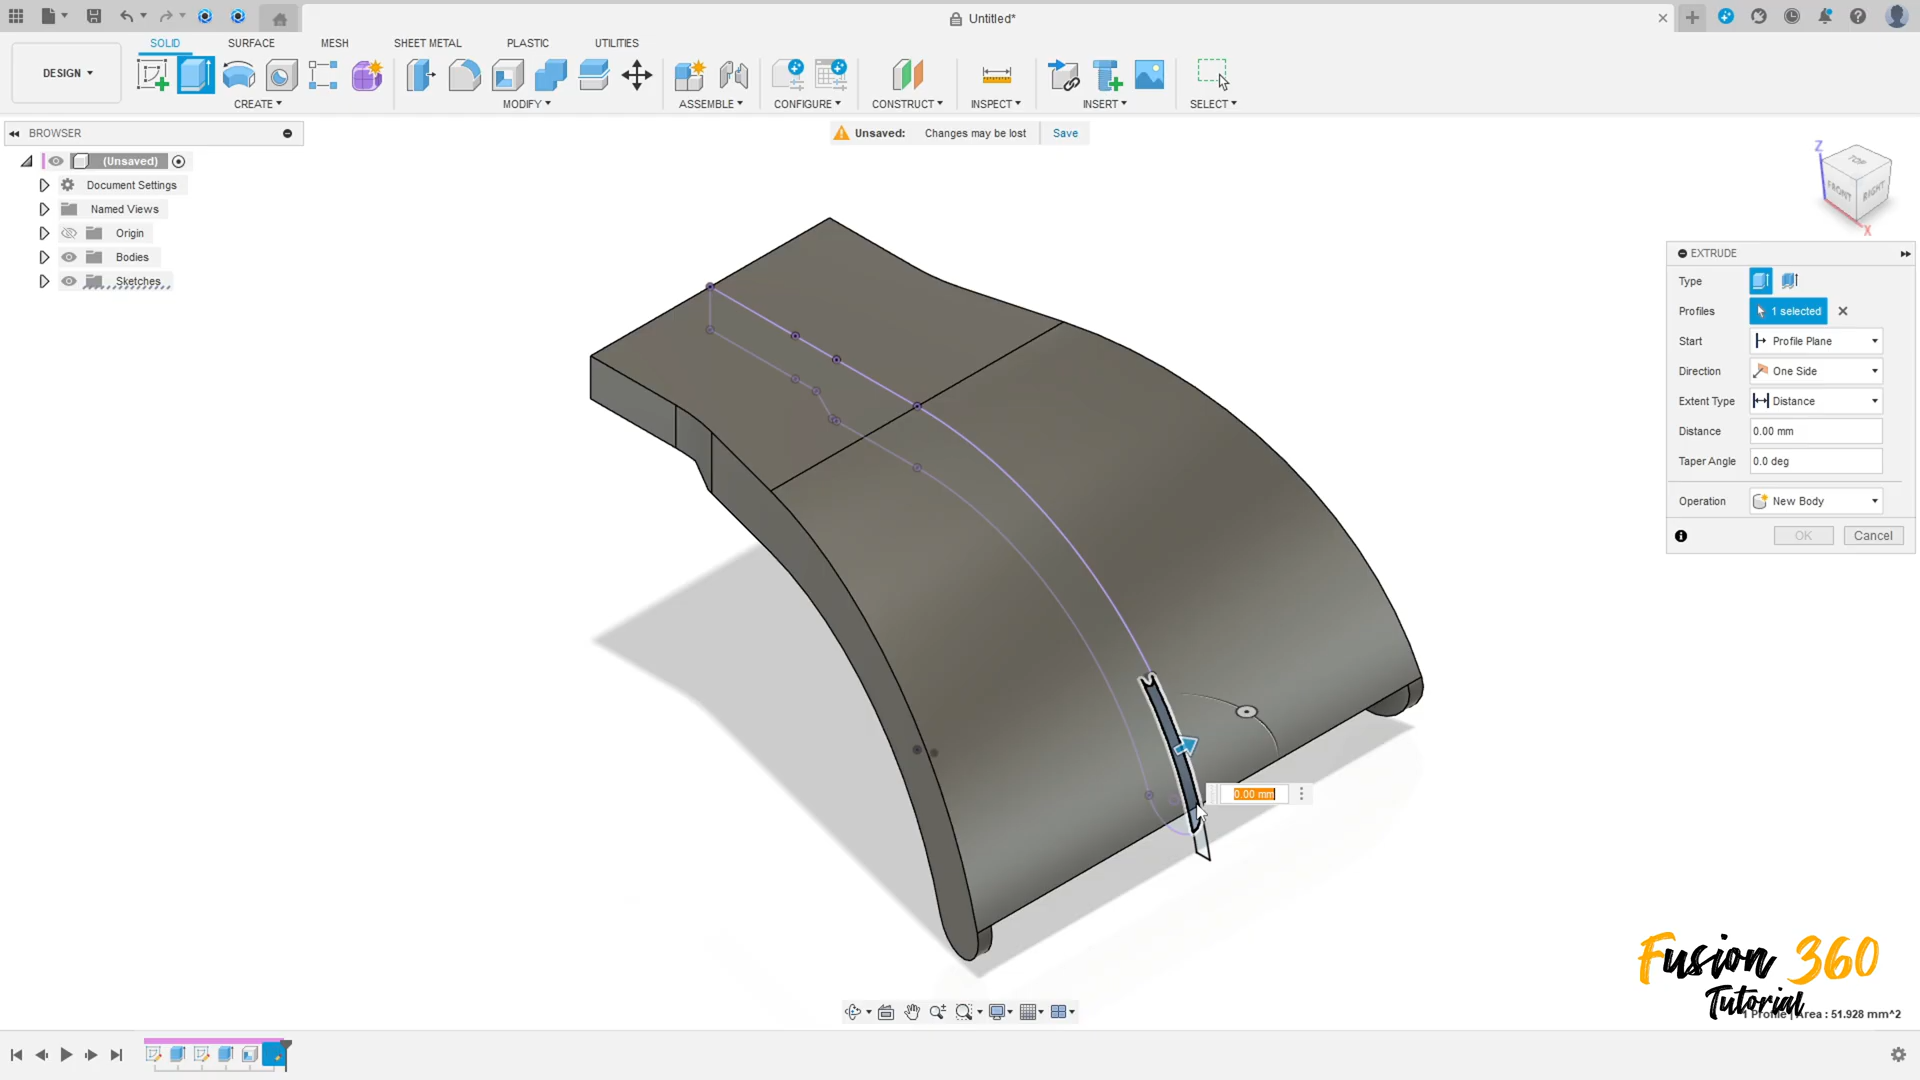 Untitled*
DESIGN
SOLID
SURFACE
MESH
SHEET METAL
PLASTIC
UTILITIES
CREATE
MODIFY
ASSEMBLE
CONFIGURE
CONSTRUCT
INSPECT
INSERT
SELECT
BROWSER
Unsaved: Changes may be lost Save
(Unsaved)
Document Settings
Named Views
Origin
Bodies
Sketches
Z
TOP
FRONT
RIGHT
X
EXTRUDE
Type
Profiles 1 selected
Start Profile Plane
Direction One Side
Extent Type Distance
Distance 0.00 mm
Taper Angle 0.0 deg
Operation New Body
OK Cancel
0.00 mm
Fusion 360
Tutorial
1 Profile | Area : 51.928 mm^2